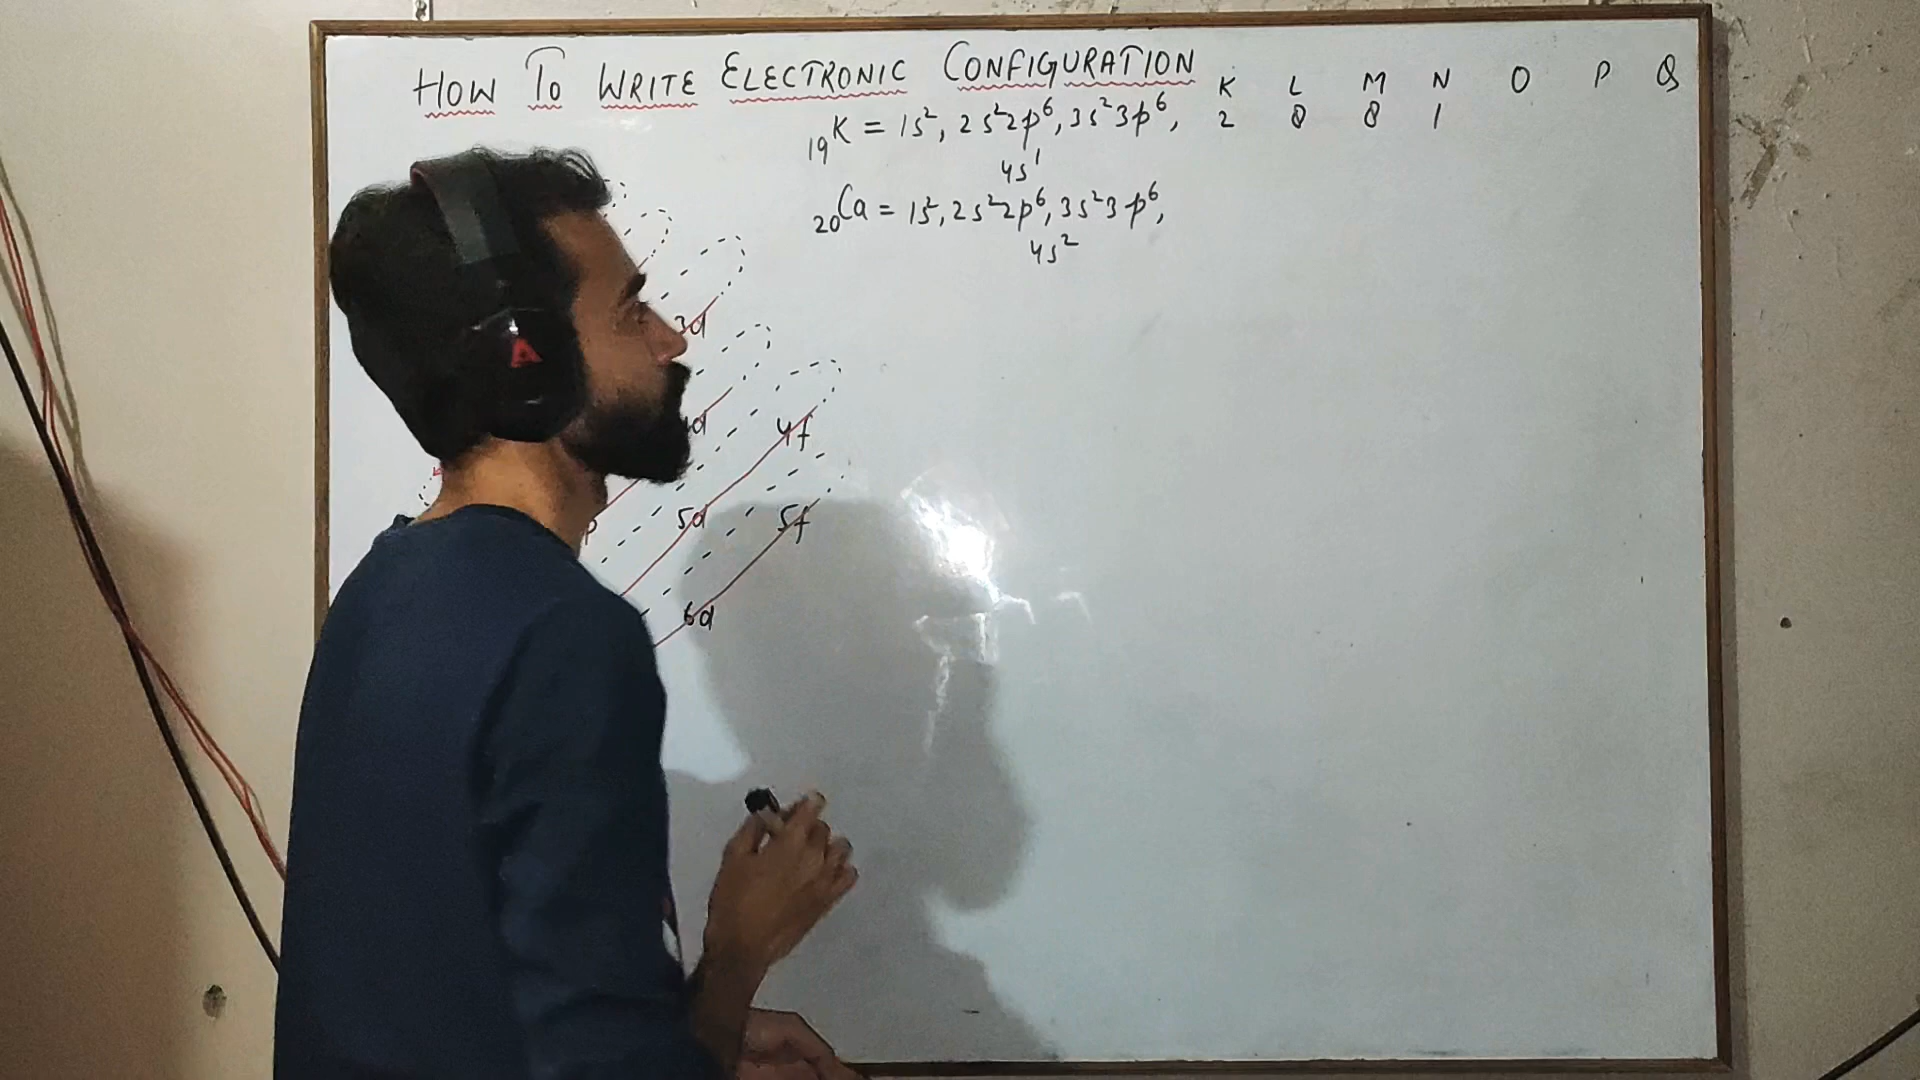 HOW TO WRITE ELECTRONIC CONFIGURATION
K L M N O P Q
₁₉K = 1s², 2s²2p⁶, 3s²3p⁶, 2 8 8 1
4s¹
₂₀Ca = 1s², 2s²2p⁶, 3s²3p⁶,
4s²
3d
4f
5d 5f
6d